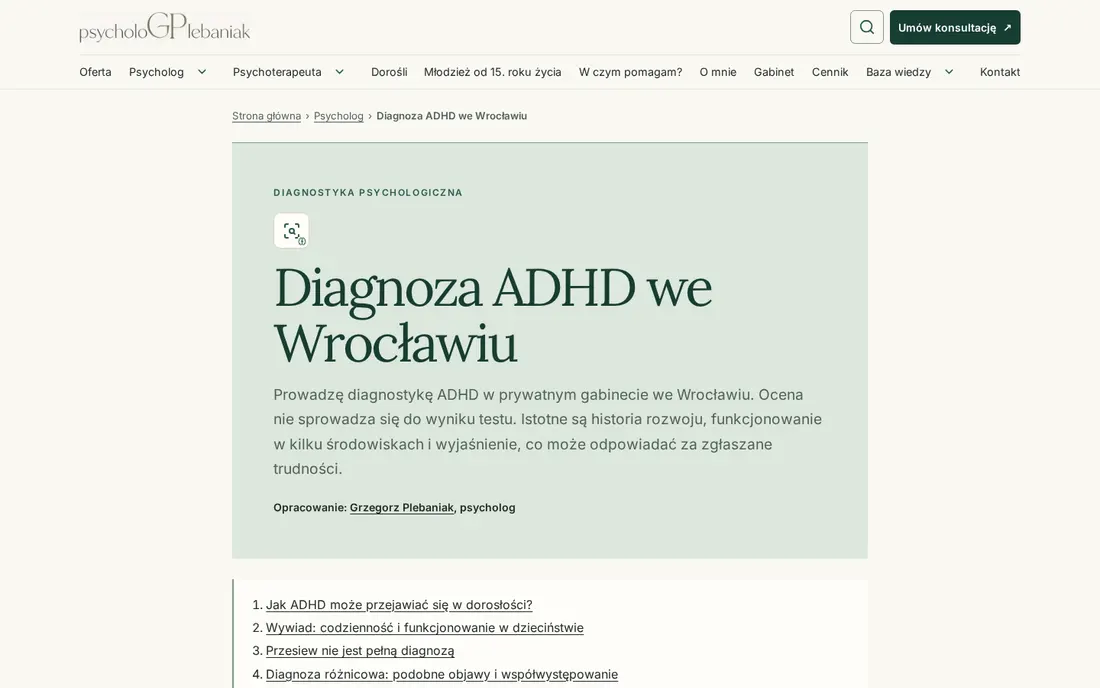 psycholoGPlebaniak
Umów konsultację ↗
Oferta Psycholog Psychoterapeuta Dorośli Młodzież od 15. roku życia W czym pomagam? O mnie Gabinet Cennik Baza wiedzy Kontakt
Strona główna › Psycholog › Diagnoza ADHD we Wrocławiu
DIAGNOSTYKA PSYCHOLOGICZNA
Diagnoza ADHD we
Wrocławiu
Prowadzę diagnostykę ADHD w prywatnym gabinecie we Wrocławiu. Ocena
nie sprowadza się do wyniku testu. Istotne są historia rozwoju, funkcjonowanie
w kilku środowiskach i wyjaśnienie, co może odpowiadać za zgłaszane
trudności.
Opracowanie: Grzegorz Plebaniak, psycholog
1. Jak ADHD może przejawiać się w dorosłości?
2. Wywiad: codzienność i funkcjonowanie w dzieciństwie
3. Przesiew nie jest pełną diagnozą
4. Diagnoza różnicowa: podobne objawy i współwystępowanie